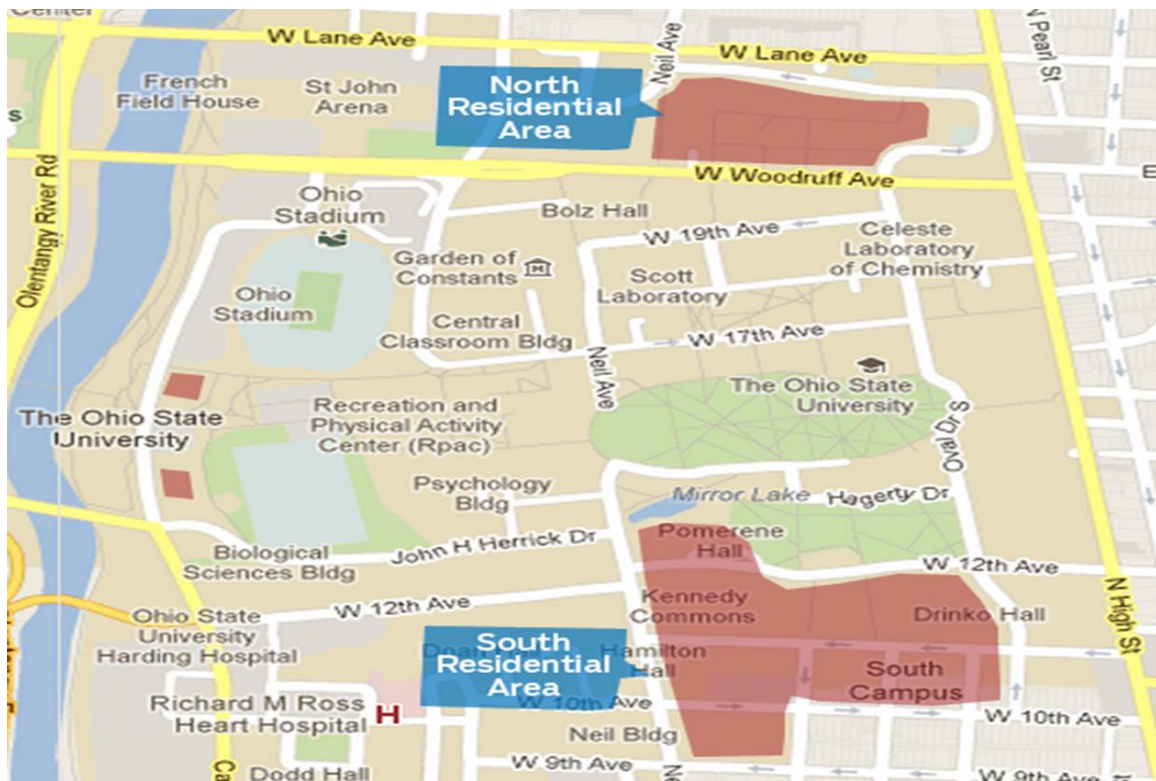 Center
W Lane Ave
W Lane Ave
Neil Ave
N Pearl St
French
Field House
St John
Arena
North
Residential
Area
W Woodruff Ave
Olentangy River Rd
Ohio
Stadium
Bolz Hall
W 19th Ave
Celeste
Laboratory
of Chemistry
Garden of
Constants
Scott
Laboratory
Ohio
Stadium
Central
Classroom Bldg
W 17th Ave
Neil Ave
The Ohio State
University
The Ohio State
University
Recreation and
Physical Activity
Center (Rpac)
Oval Dr S
Psychology
Bldg
Mirror Lake
Hagerty Dr
Pomerene
Hall
John H Herrick Dr
Biological
Sciences Bldg
W 12th Ave
W 12th Ave
N High St
Kennedy
Commons
Drinko Hall
Ohio State
University
Harding Hospital
South
Residential
Area
Hamilton
Hall
South
Campus
Richard M Ross
Heart Hospital
H
W 10th Ave
W 10th Ave
Neil Bldg
W 9th Ave
W 9th Ave
Dodd Hall